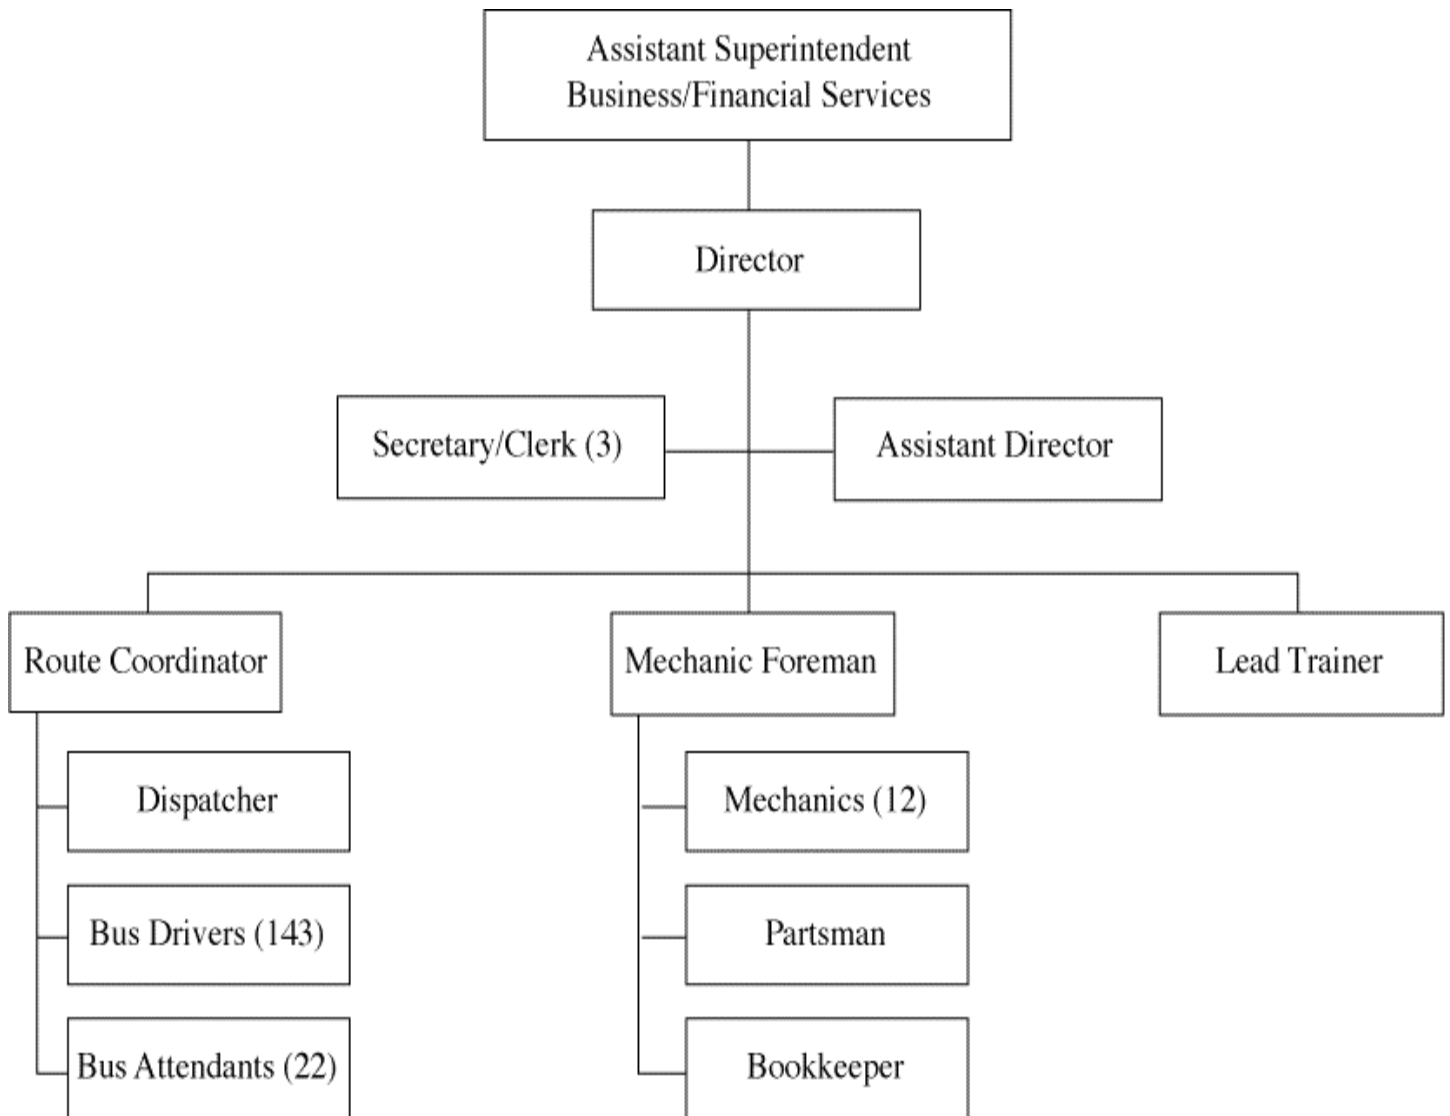 Assistant Superintendent
Business/Financial Services
Director
Secretary/Clerk (3)
Assistant Director
Route Coordinator
Mechanic Foreman
Lead Trainer
Dispatcher
Mechanics (12)
Bus Drivers (143)
Partsman
Bus Attendants (22)
Bookkeeper